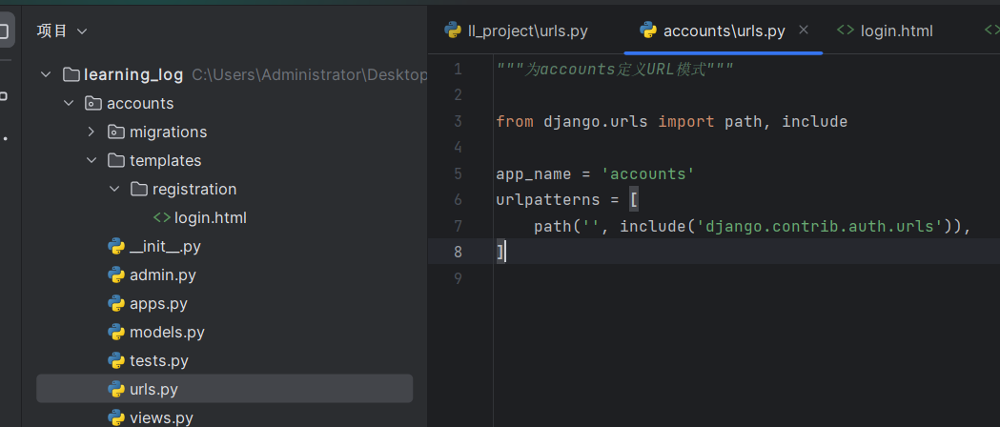 项目
learning_log C:\Users\Administrator\Desktop
accounts
migrations
templates
registration
<> login.html
__init__.py
admin.py
apps.py
models.py
tests.py
urls.py
views.py
ll_project\urls.py accounts\urls.py × <> login.html <>
1 """为accounts定义URL模式"""
2
3 from django.urls import path, include
4
5 app_name = 'accounts'
6 urlpatterns = [
7     path('', include('django.contrib.auth.urls')),
8 ]
9